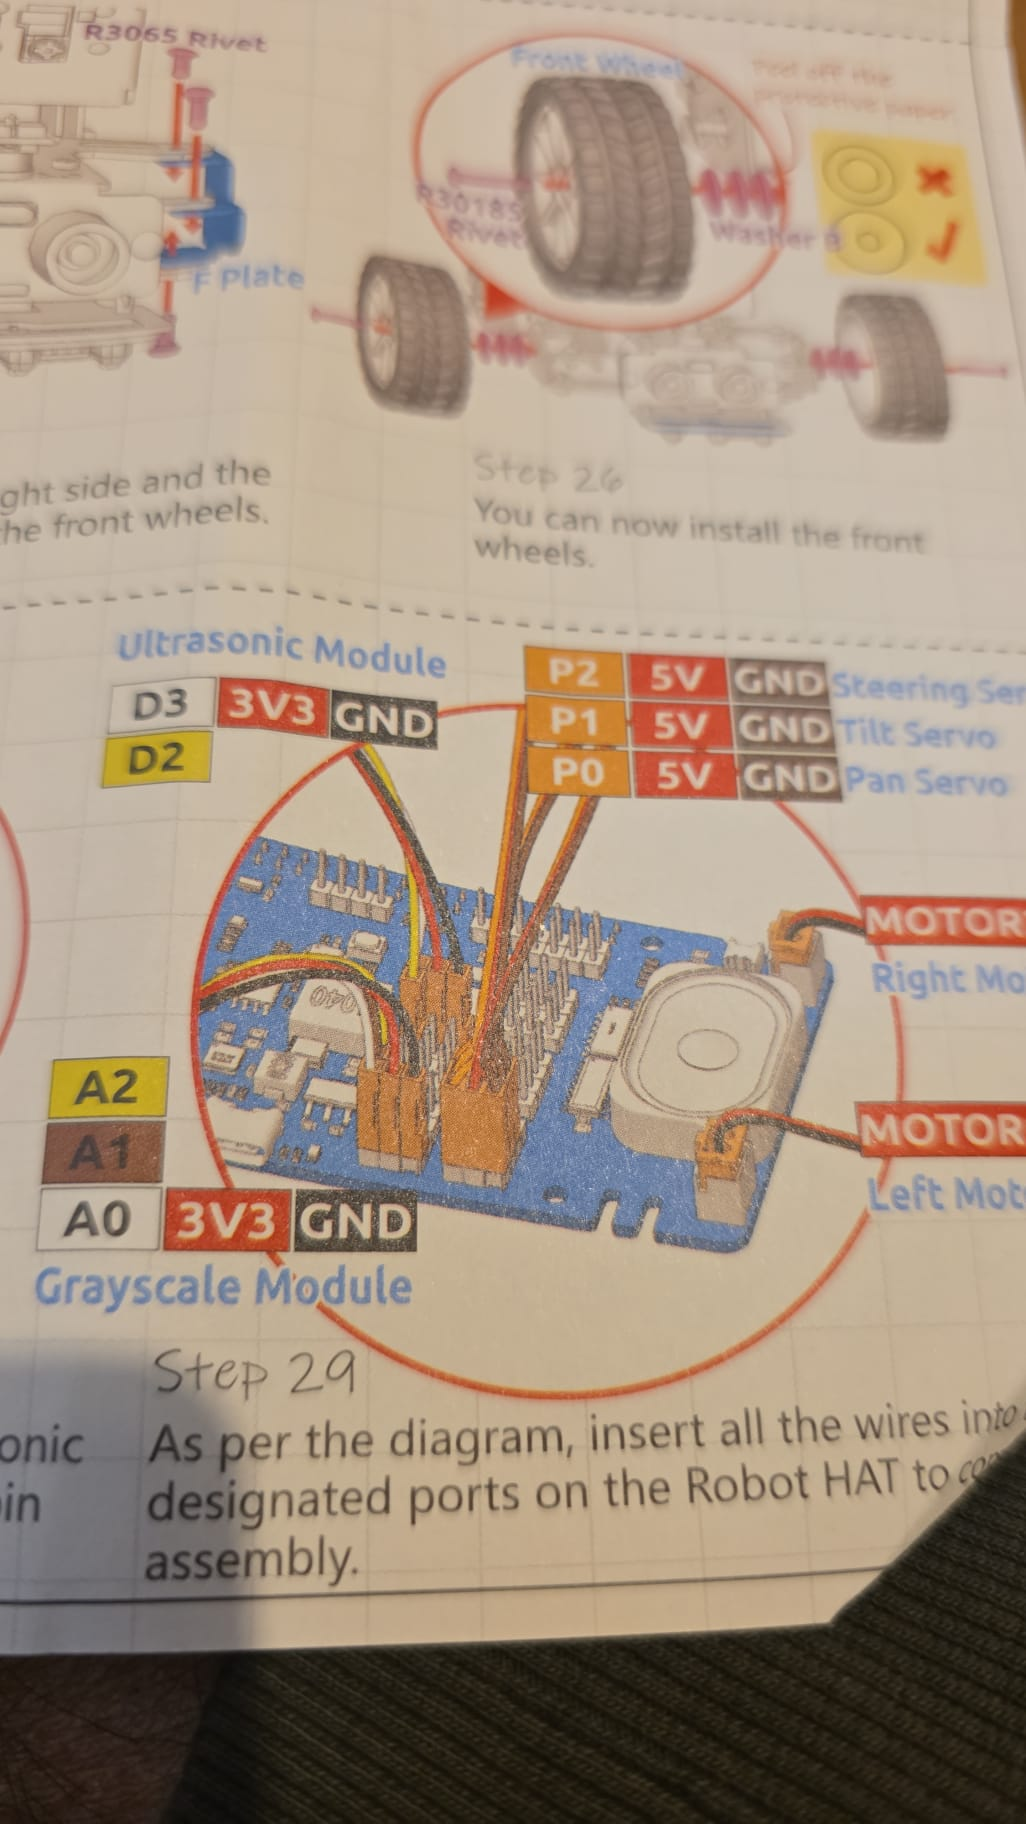 R3065 Rivet
F Plate
ght side and the
he front wheels.
Front Wheel
Peel off the
protective paper.
R3018S
Rivet
Washer B
Step 26
You can now install the front
wheels.
Ultrasonic Module
D3 3V3 GND
D2
P2 5V GND Steering Ser
P1 5V GND Tilt Servo
P0 5V GND Pan Servo
MOTOR
Right Mo
040
MOTOR
Left Mot
A2
A1
A0 3V3 GND
Grayscale Module
Step 29
onic
in
As per the diagram, insert all the wires into
designated ports on the Robot HAT to
assembly.